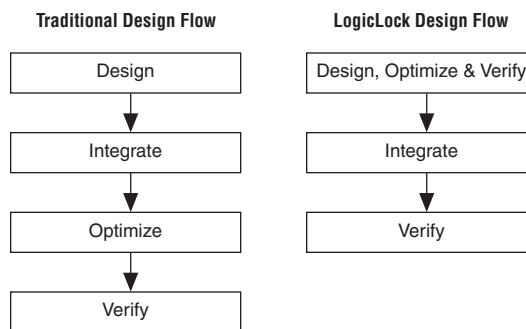 Traditional Design Flow
Design
Integrate
Optimize
Verify
LogicLock Design Flow
Design, Optimize & Verify
Integrate
Verify